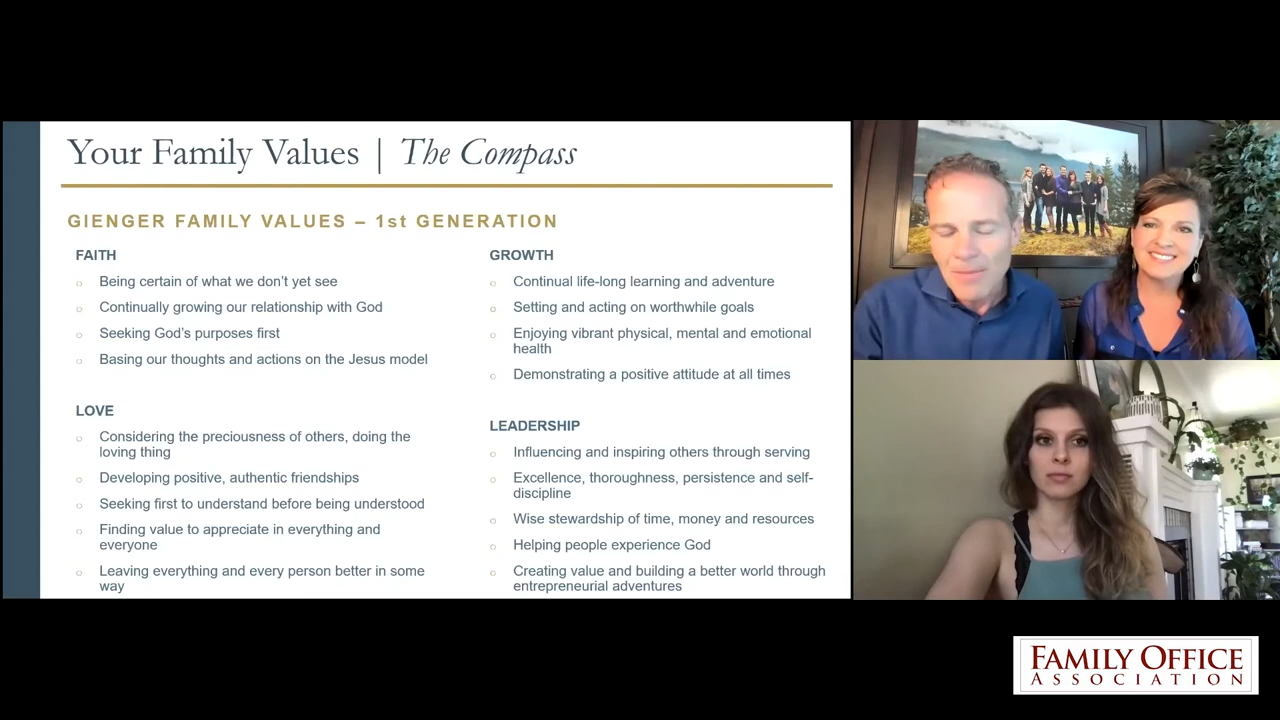 Your Family Values | The Compass
GIENGER FAMILY VALUES – 1st GENERATION
FAITH
○ Being certain of what we don't yet see
○ Continually growing our relationship with God
○ Seeking God's purposes first
○ Basing our thoughts and actions on the Jesus model
LOVE
○ Considering the preciousness of others, doing the
loving thing
○ Developing positive, authentic friendships
○ Seeking first to understand before being understood
○ Finding value to appreciate in everything and
everyone
○ Leaving everything and every person better in some
way
GROWTH
○ Continual life-long learning and adventure
○ Setting and acting on worthwhile goals
○ Enjoying vibrant physical, mental and emotional
health
○ Demonstrating a positive attitude at all times
LEADERSHIP
○ Influencing and inspiring others through serving
○ Excellence, thoroughness, persistence and self-
discipline
○ Wise stewardship of time, money and resources
○ Helping people experience God
○ Creating value and building a better world through
entrepreneurial adventures
FAMILY OFFICE
ASSOCIATION